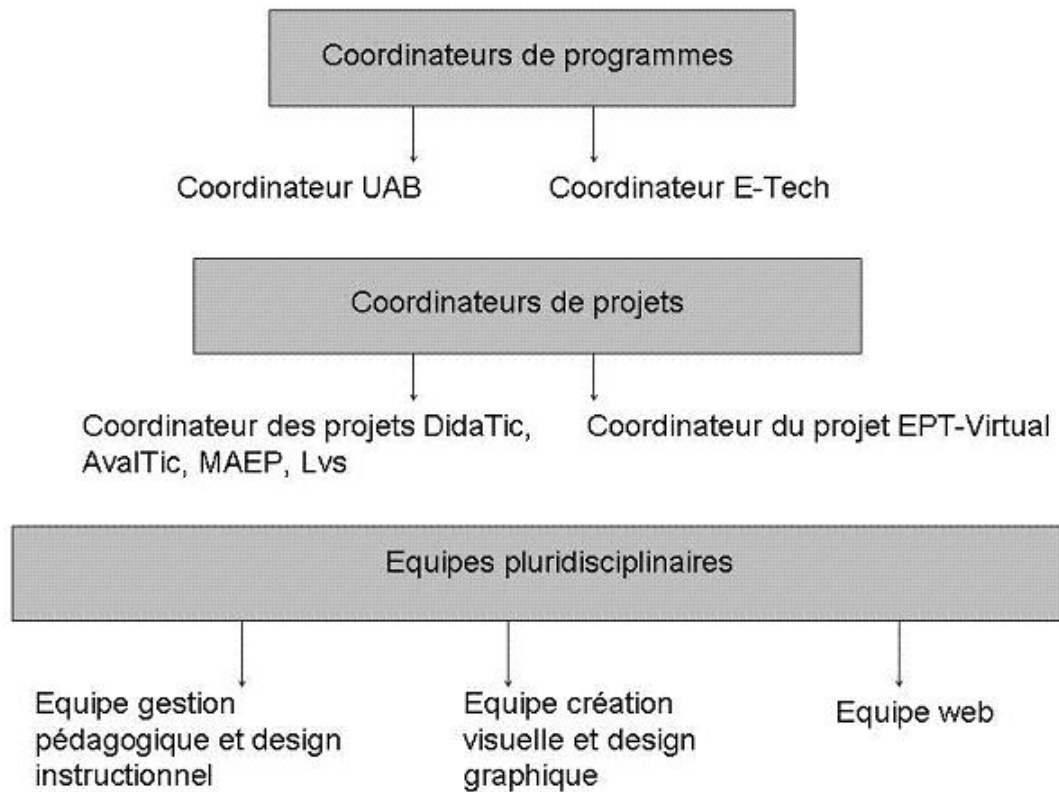 Coordinateurs de programmes
Coordinateur UAB
Coordinateur E-Tech
Coordinateurs de projets
Coordinateur des projets DidaTic,
AvalTic, MAEP, Lvs
Coordinateur du projet EPT-Virtual
Equipes pluridisciplinaires
Equipe gestion
pédagogique et design
instructionnel
Equipe création
visuelle et design
graphique
Equipe web